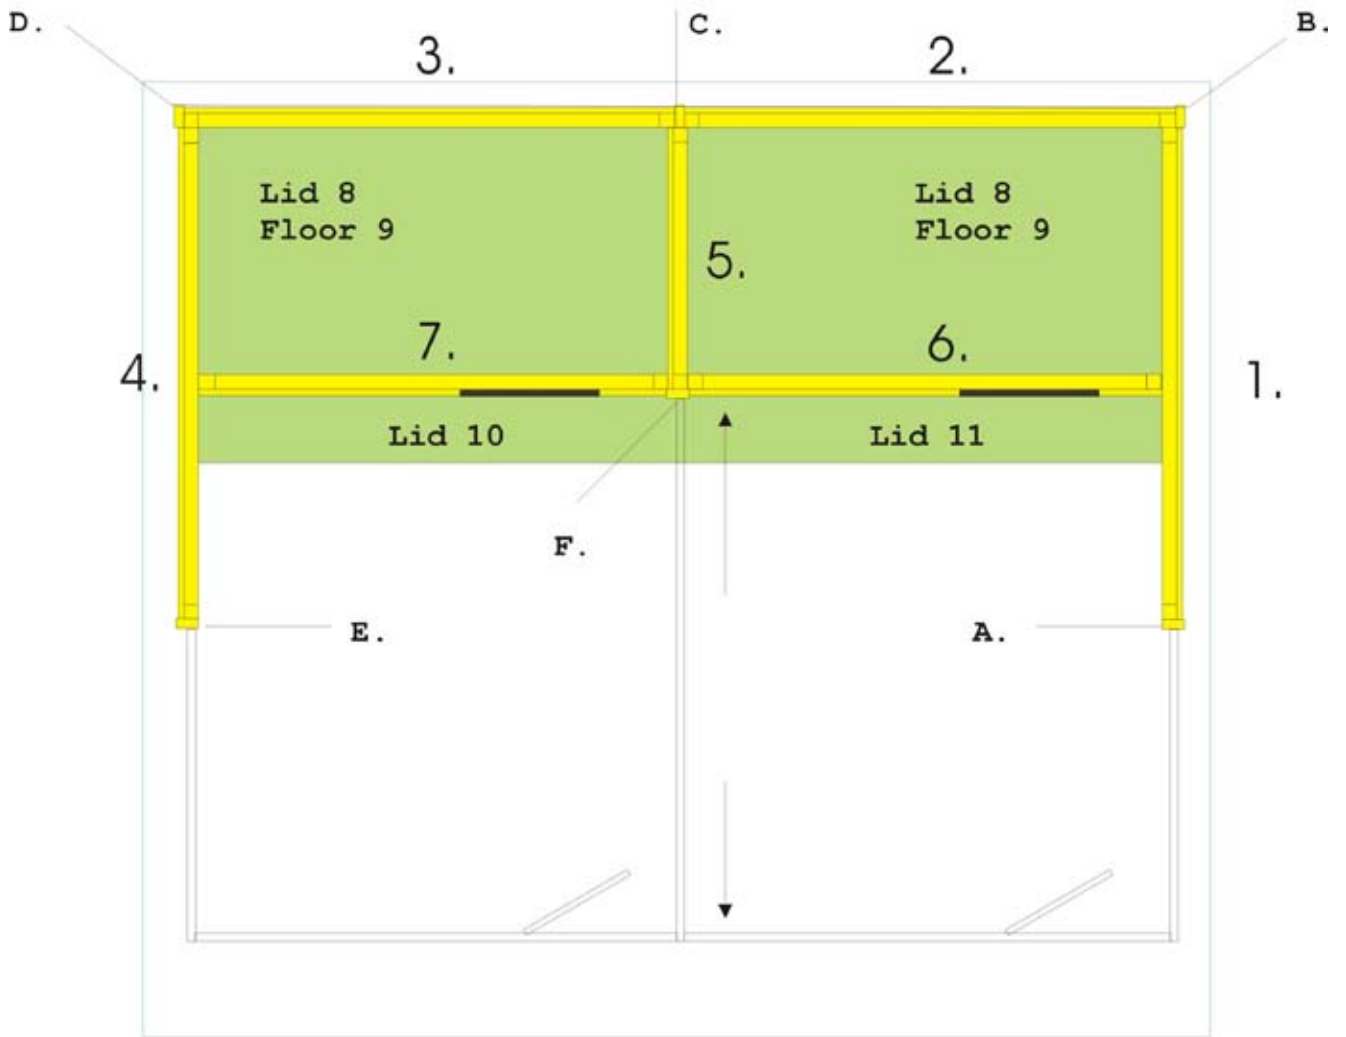 D.
C.
B.
3.
2.
Lid 8
Floor 9
Lid 8
Floor 9
5.
7.
6.
4.
1.
Lid 10
Lid 11
F.
E.
A.